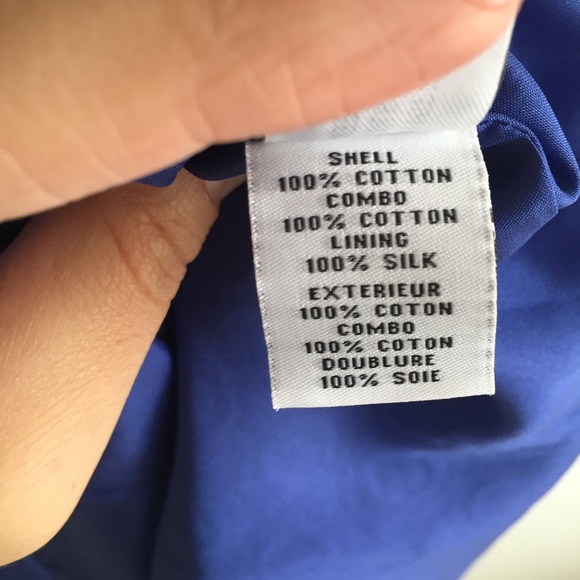 SHELL
100% COTTON
COMBO
100% COTTON
LINING
100% SILK
EXTERIEUR
100% COTON
COMBO
100% COTON
DOUBLURE
100% SOIE